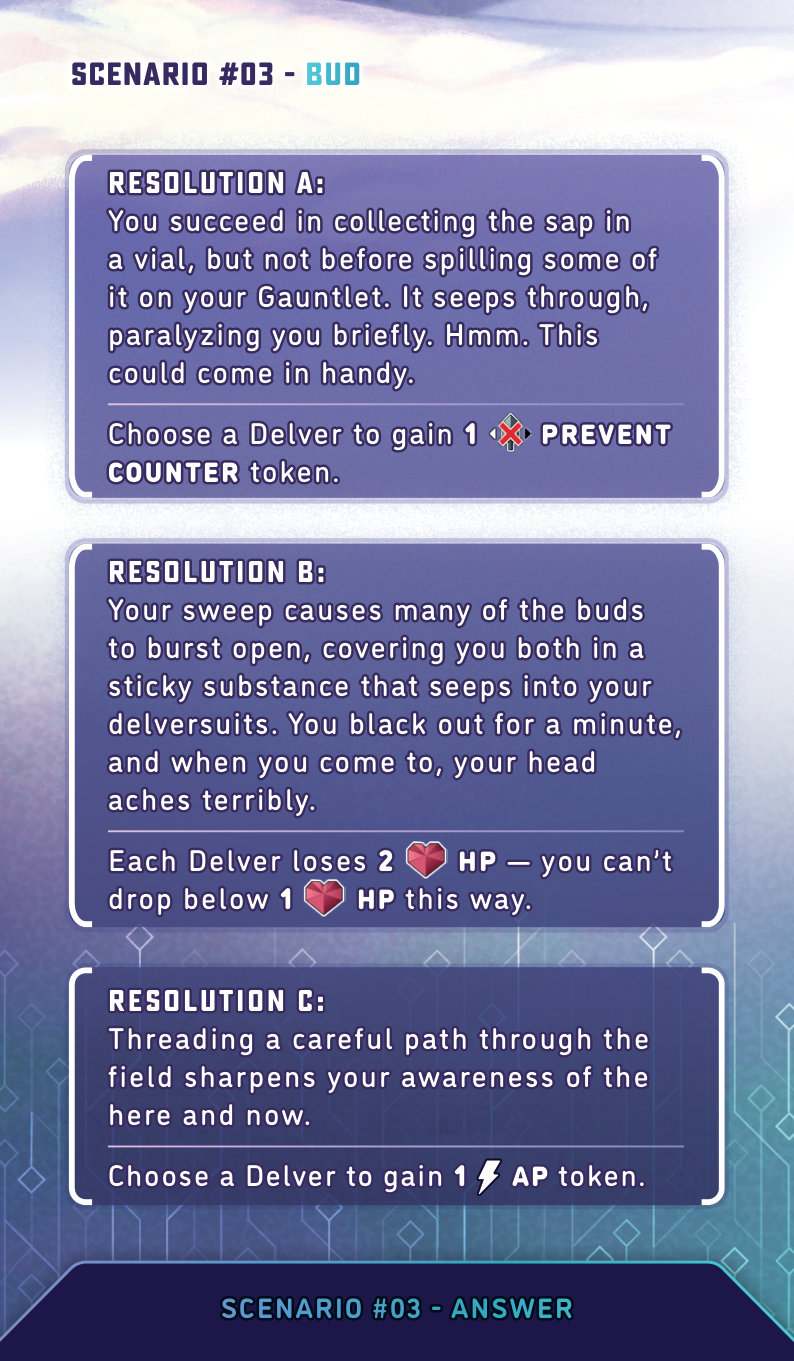 SCENARIO #03 - BUD
RESOLUTION A:
You succeed in collecting the sap in
a vial, but not before spilling some of
it on your Gauntlet. It seeps through,
paralyzing you briefly. Hmm. This
could come in handy.
Choose a Delver to gain 1 PREVENT
COUNTER token.
RESOLUTION B:
Your sweep causes many of the buds
to burst open, covering you both in a
sticky substance that seeps into your
delversuits. You black out for a minute,
and when you come to, your head
aches terribly.
Each Delver loses 2 HP — you can't
drop below 1 HP this way.
RESOLUTION C:
Threading a careful path through the
field sharpens your awareness of the
here and now.
Choose a Delver to gain 1 AP token.
SCENARIO #03 - ANSWER